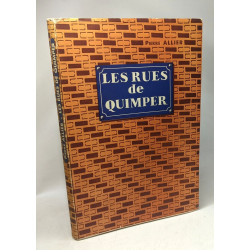 Pierre ALLIER
LES RUES
de
QUIMPER